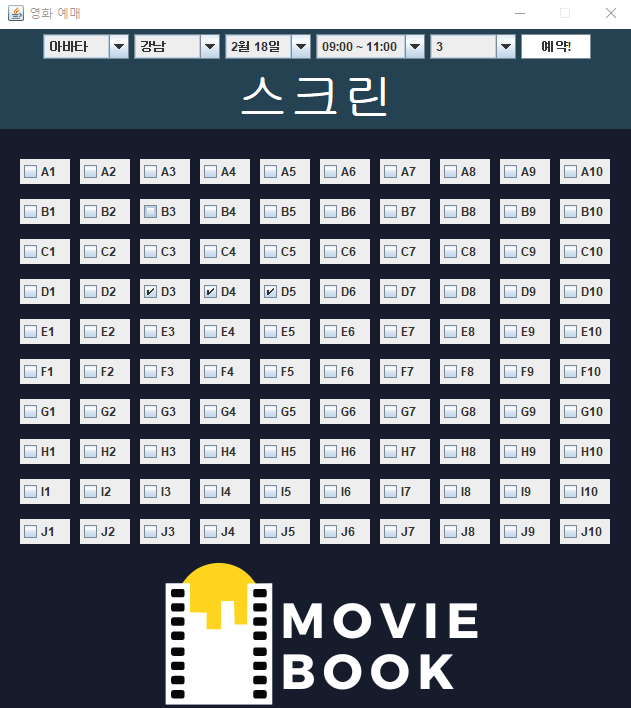 영화 예매
아바타 강남 2월 18일 09:00 ~ 11:00 3 예약!
스크린
A1 A2 A3 A4 A5 A6 A7 A8 A9 A10
B1 B2 B3 B4 B5 B6 B7 B8 B9 B10
C1 C2 C3 C4 C5 C6 C7 C8 C9 C10
D1 D2 D3 D4 D5 D6 D7 D8 D9 D10
E1 E2 E3 E4 E5 E6 E7 E8 E9 E10
F1 F2 F3 F4 F5 F6 F7 F8 F9 F10
G1 G2 G3 G4 G5 G6 G7 G8 G9 G10
H1 H2 H3 H4 H5 H6 H7 H8 H9 H10
I1 I2 I3 I4 I5 I6 I7 I8 I9 I10
J1 J2 J3 J4 J5 J6 J7 J8 J9 J10
MOVIE
BOOK